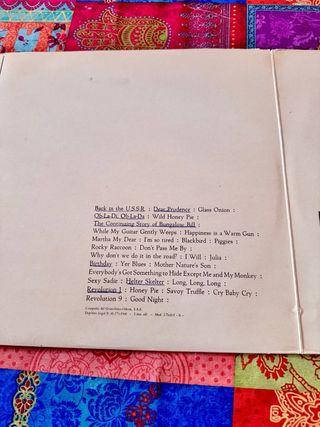 Back in the U.S.S.R. : Dear Prudence : Glass Onion :
Ob-La-Di, Ob-La-Da : Wild Honey Pie :
The Continuing Story of Bungalow Bill :
While My Guitar Gently Weeps : Happiness is a Warm Gun :
Martha My Dear : I'm so tired : Blackbird : Piggies :
Rocky Raccoon : Don't Pass Me By :
Why don't we do it in the road? : I Will : Julia :
Birthday : Yer Blues : Mother Nature's Son :
Everybody's Got Something to Hide Except Me and My Monkey :
Sexy Sadie : Helter Skelter : Long, Long, Long :
Revolution 1 : Honey Pie : Savoy Truffle : Cry Baby Cry :
Revolution 9 : Good Night :